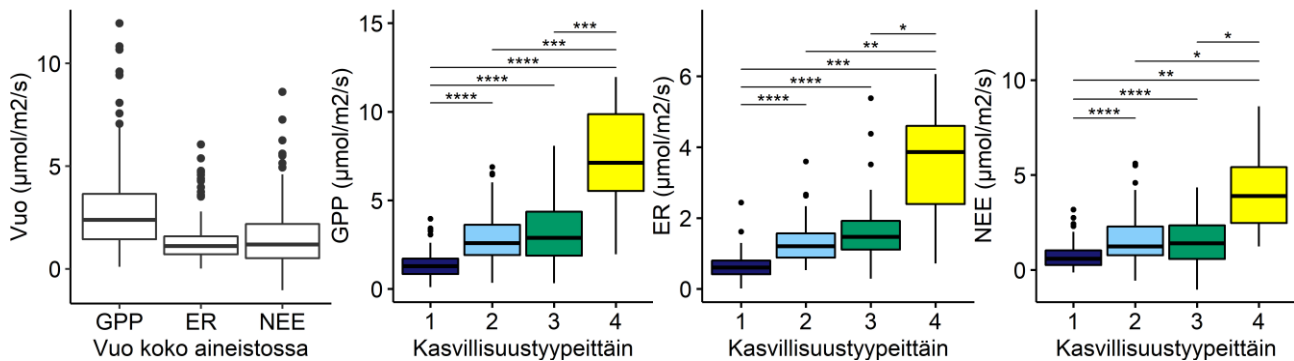 Vuo (μmol/m2/s)
10
5
0
GPP ER NEE
Vuo koko aineistossa
GPP (μmol/m2/s)
15
10
5
0
***
***
****
****
****
1 2 3 4
Kasvillisuustyypeittäin
ER (μmol/m2/s)
6
4
2
0
*
**
***
****
****
1 2 3 4
Kasvillisuustyypeittäin
NEE (μmol/m2/s)
10
5
0
*
*
**
****
****
1 2 3 4
Kasvillisuustyypeittäin